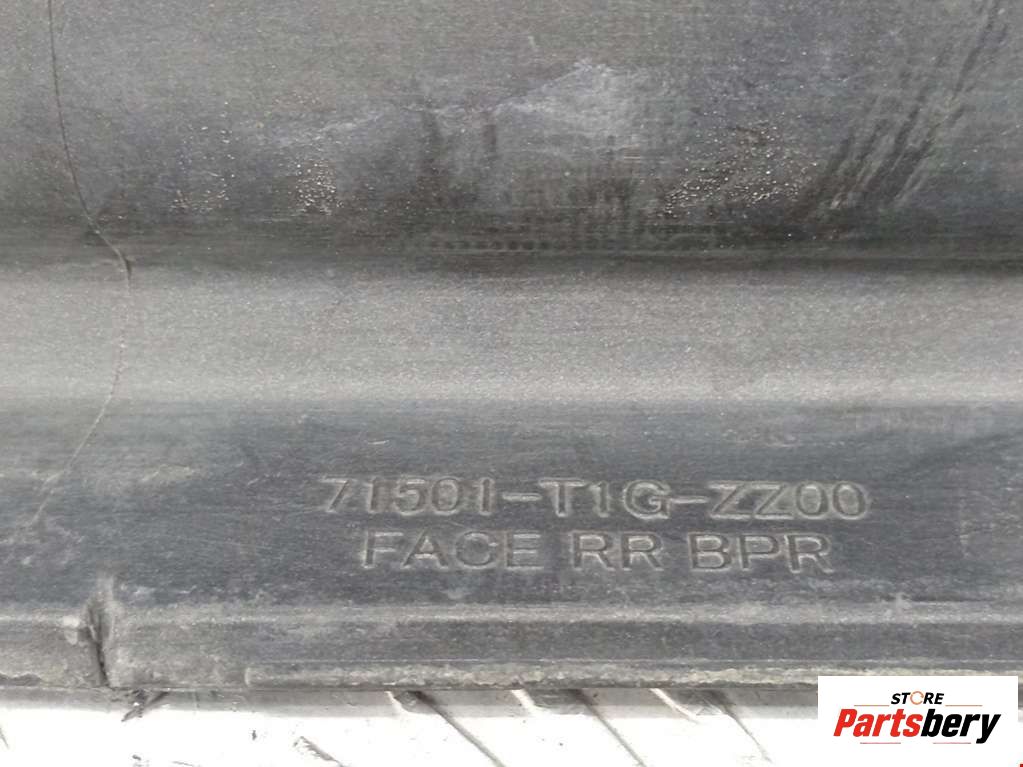 71501-T1G-ZZ00
FACE RR BPR
STORE
Partsbery